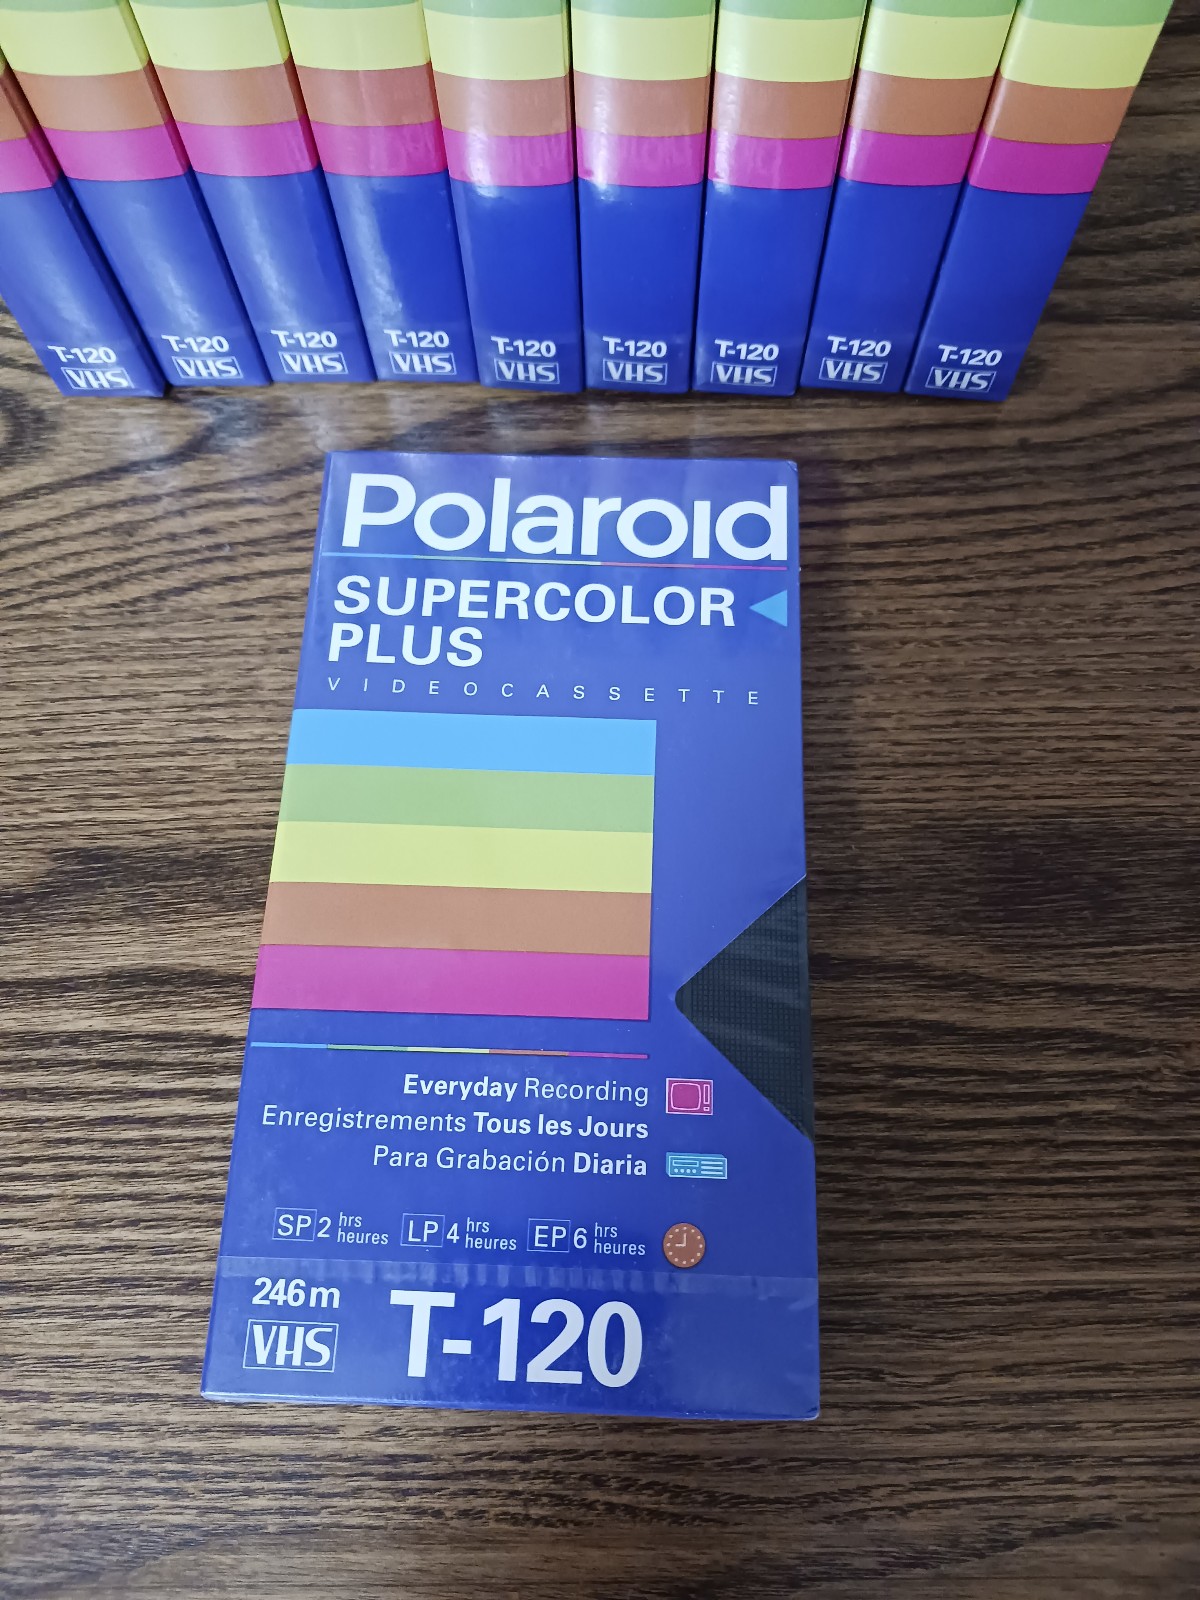 T-120
VHS
T-120
VHS
T-120
VHS
T-120
VHS
T-120
VHS
T-120
VHS
T-120
VHS
T-120
VHS
T-120
VHS
Polaroid
SUPERCOLOR
PLUS
VIDEOCASSETTE
Everyday Recording
Enregistrements Tous les Jours
Para Grabación Diaria
SP 2 hrs heures LP 4 hrs heures EP 6 hrs heures
246m
VHS
T-120